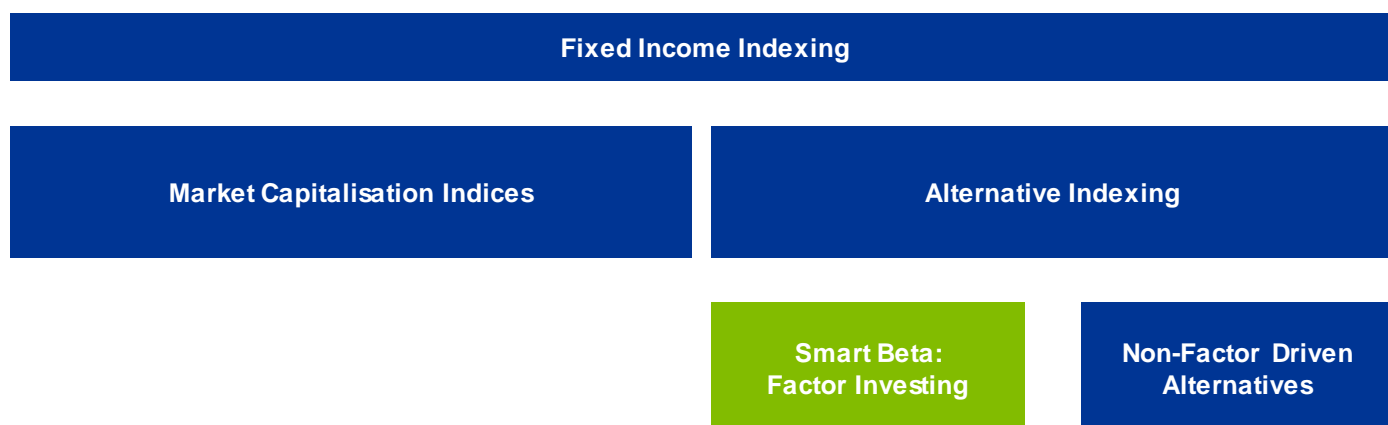 Fixed Income Indexing
Market Capitalisation Indices
Alternative Indexing
Smart Beta:
Factor Investing
Non-Factor Driven
Alternatives